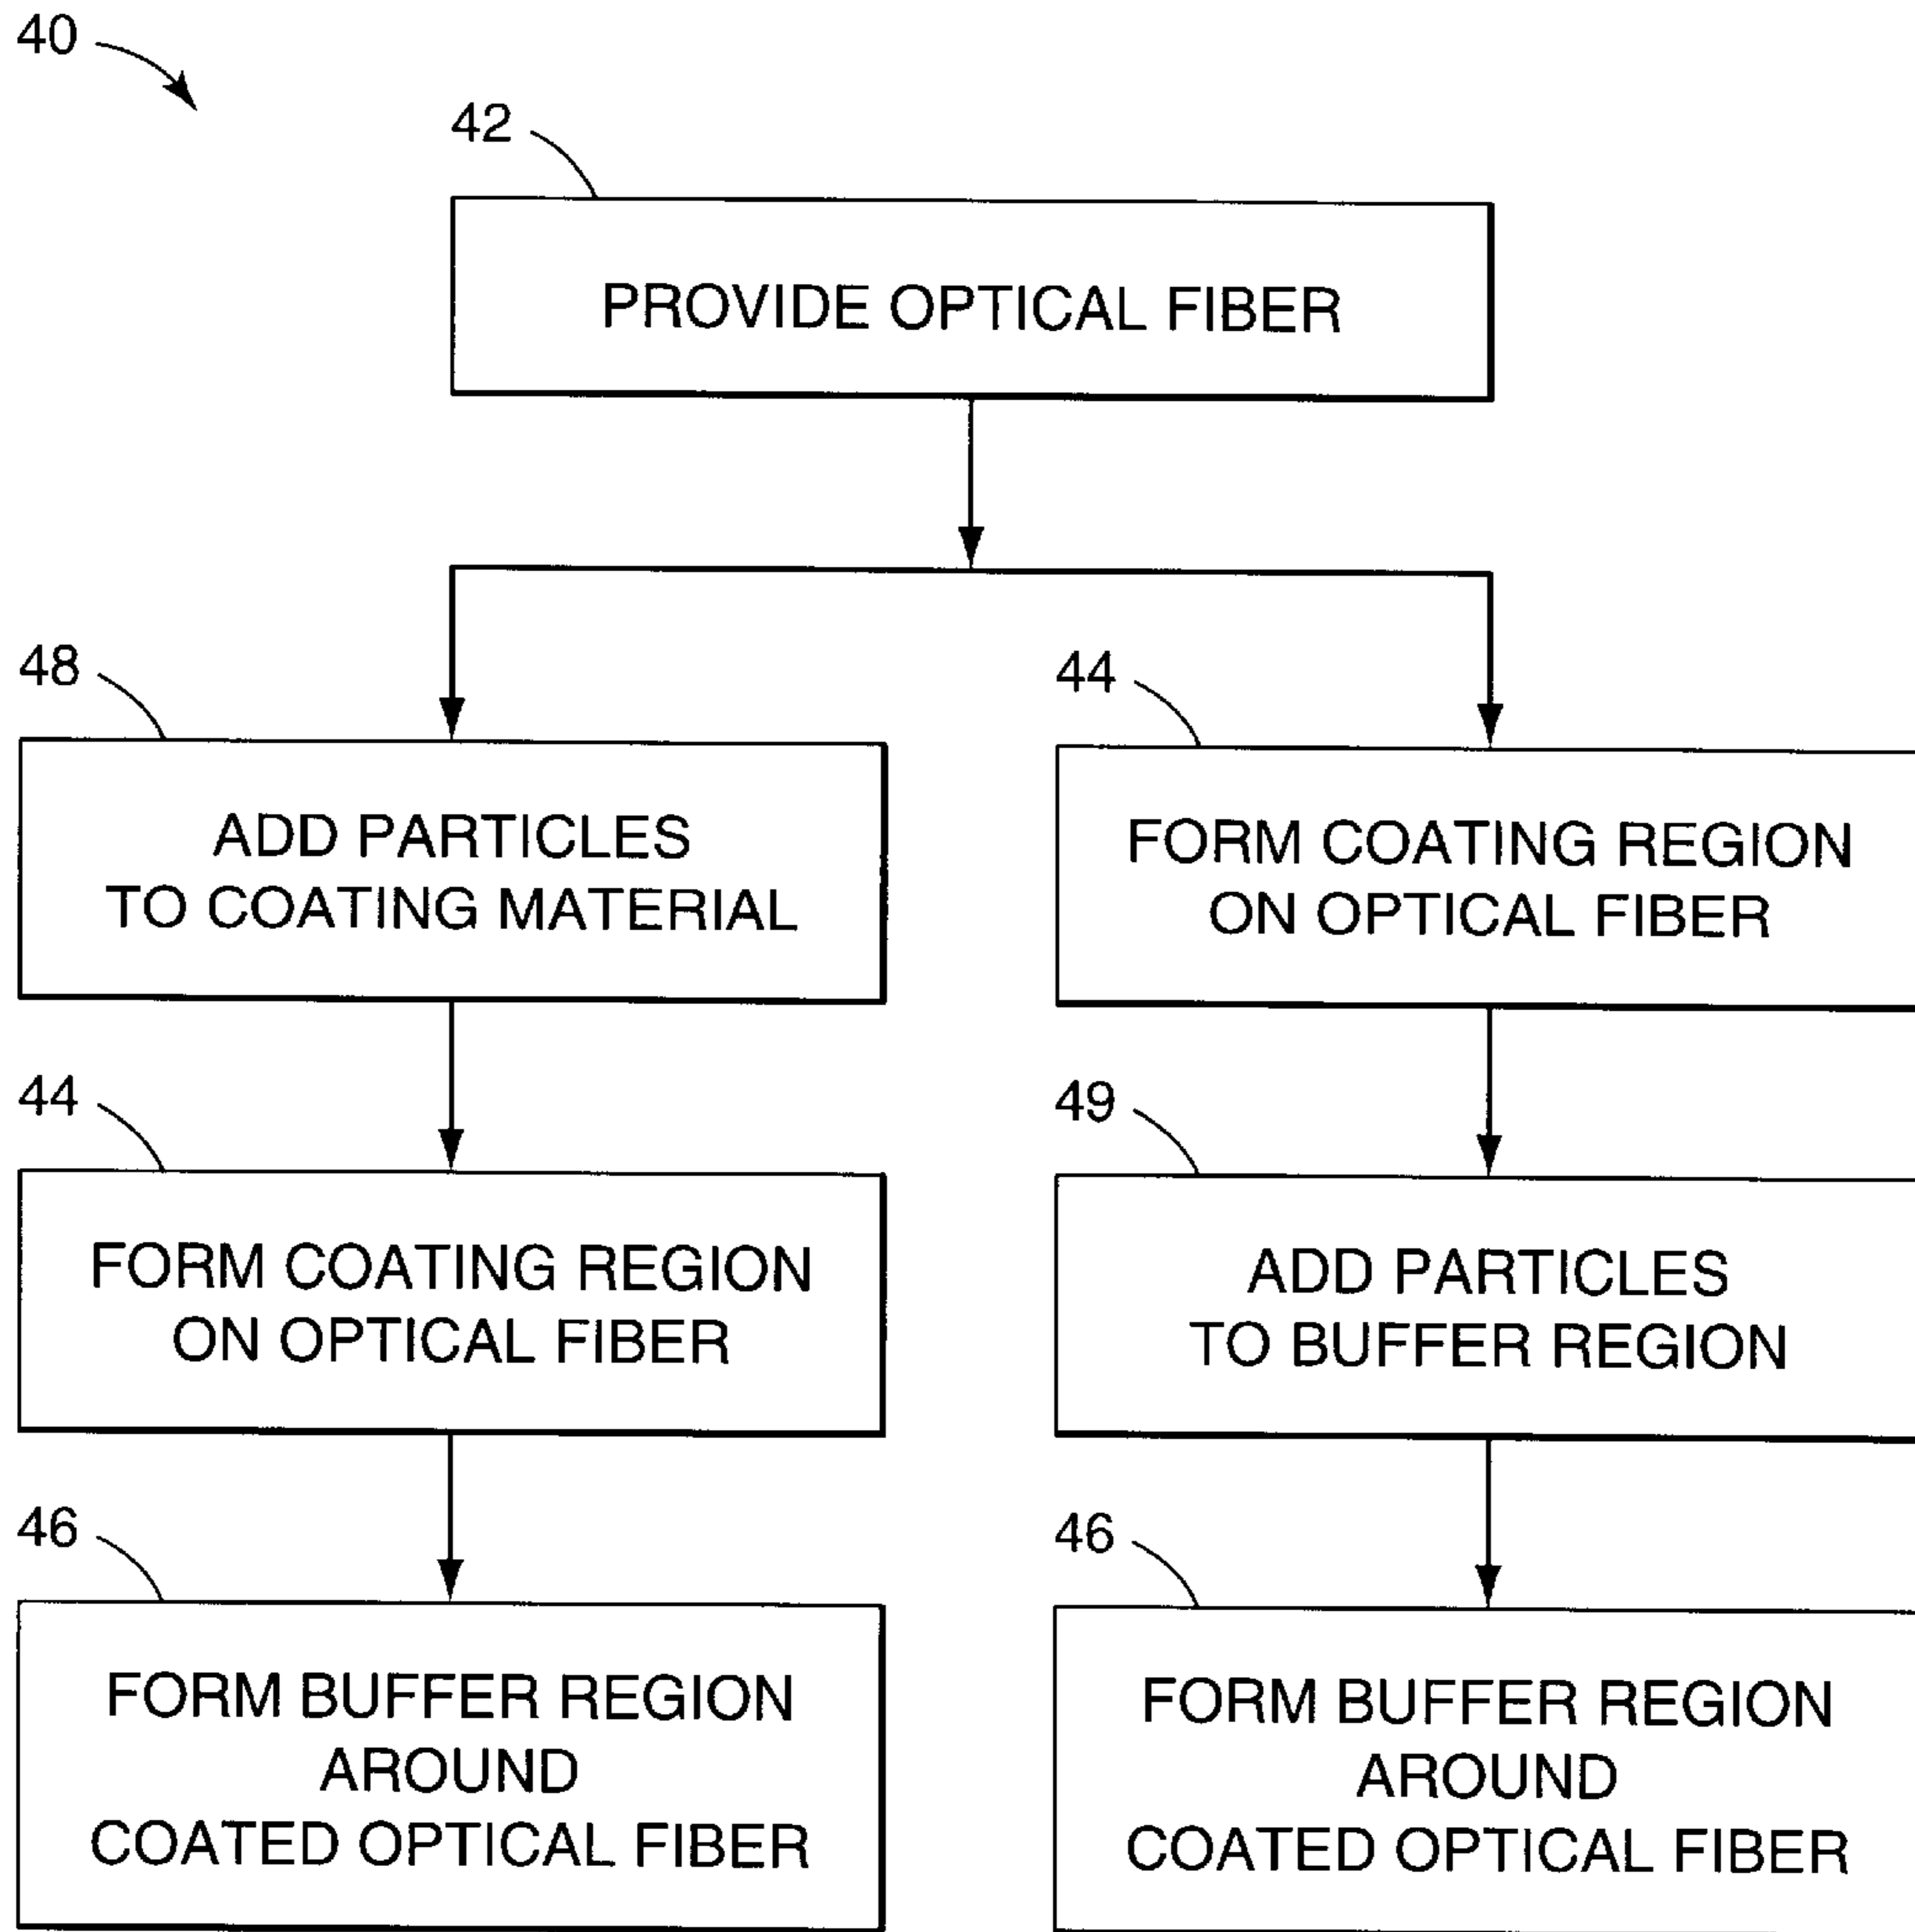 40
42
PROVIDE OPTICAL FIBER
48
ADD PARTICLES
TO COATING MATERIAL
44
FORM COATING REGION
ON OPTICAL FIBER
44
FORM COATING REGION
ON OPTICAL FIBER
49
ADD PARTICLES
TO BUFFER REGION
46
FORM BUFFER REGION
AROUND
COATED OPTICAL FIBER
46
FORM BUFFER REGION
AROUND
COATED OPTICAL FIBER